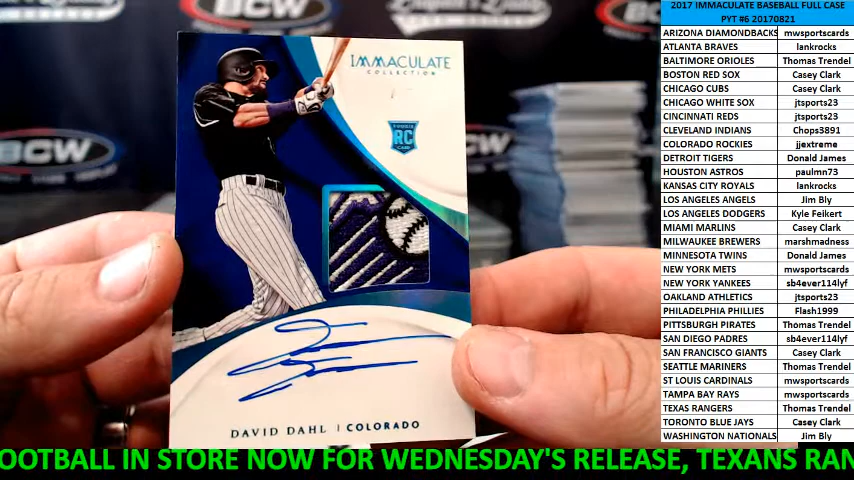 BCW
DIVISION OF
IMMACULATE
COLLECTION
RC
DAVID DAHL | COLORADO
2017 IMMACULATE BASEBALL FULL CASE
PYT #6 20170821
ARIZONA DIAMONDBACKS mwsportscards
ATLANTA BRAVES lankrocks
BALTIMORE ORIOLES Thomas Trendel
BOSTON RED SOX Casey Clark
CHICAGO CUBS Casey Clark
CHICAGO WHITE SOX jtsports23
CINCINNATI REDS jtsports23
CLEVELAND INDIANS Chops3891
COLORADO ROCKIES jjextreme
DETROIT TIGERS Donald James
HOUSTON ASTROS paulmn73
KANSAS CITY ROYALS lankrocks
LOS ANGELES ANGELS Jim Bly
LOS ANGELES DODGERS Kyle Feikert
MIAMI MARLINS Casey Clark
MILWAUKEE BREWERS marshmadness
MINNESOTA TWINS Donald James
NEW YORK METS mwsportscards
NEW YORK YANKEES sb4ever114lyf
OAKLAND ATHLETICS jtsports23
PHILADELPHIA PHILLIES Flash1999
PITTSBURGH PIRATES Thomas Trendel
SAN DIEGO PADRES sb4ever114lyf
SAN FRANCISCO GIANTS Casey Clark
SEATTLE MARINERS Thomas Trendel
ST LOUIS CARDINALS mwsportscards
TAMPA BAY RAYS mwsportscards
TEXAS RANGERS Thomas Trendel
TORONTO BLUE JAYS Casey Clark
WASHINGTON NATIONALS Jim Bly
OOTBALL IN STORE NOW FOR WEDNESDAY'S RELEASE, TEXANS RAN